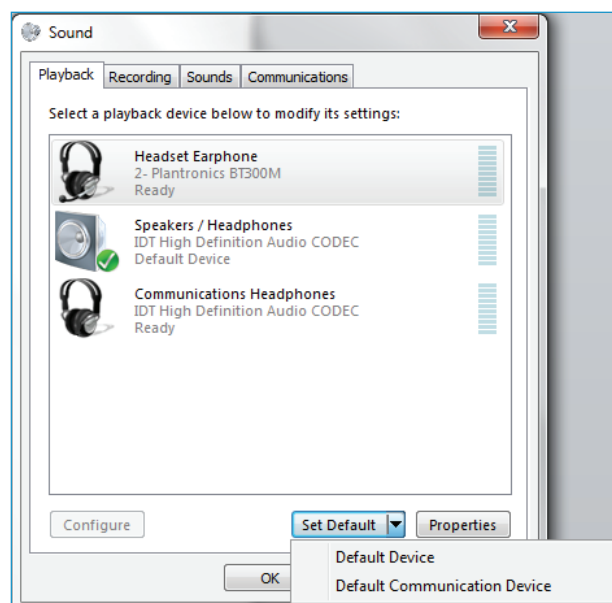 Sound
Playback Recording Sounds Communications
Select a playback device below to modify its settings:
Headset Earphone
2- Plantronics BT300M
Ready
Speakers / Headphones
IDT High Definition Audio CODEC
Default Device
Communications Headphones
IDT High Definition Audio CODEC
Ready
Configure Set Default Properties
Default Device
OK
Default Communication Device